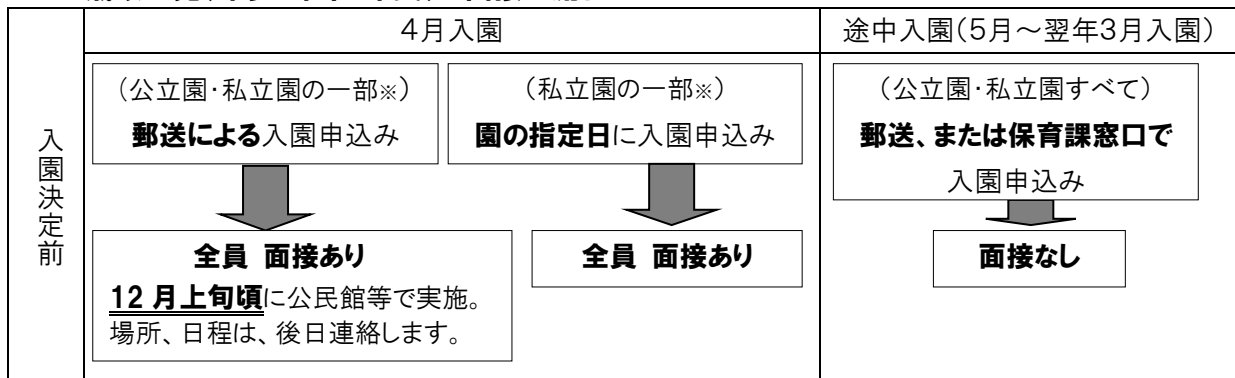 4月入園
途中入園(5月～翌年3月入園)
入園決定前
(公立園・私立園の一部※)
郵送による入園申込み
全員 面接あり
12月上旬頃に公民館等で実施。
場所、日程は、後日連絡します。
(私立園の一部※)
園の指定日に入園申込み
全員 面接あり
(公立園・私立園すべて)
郵送、または保育課窓口で
入園申込み
面接なし